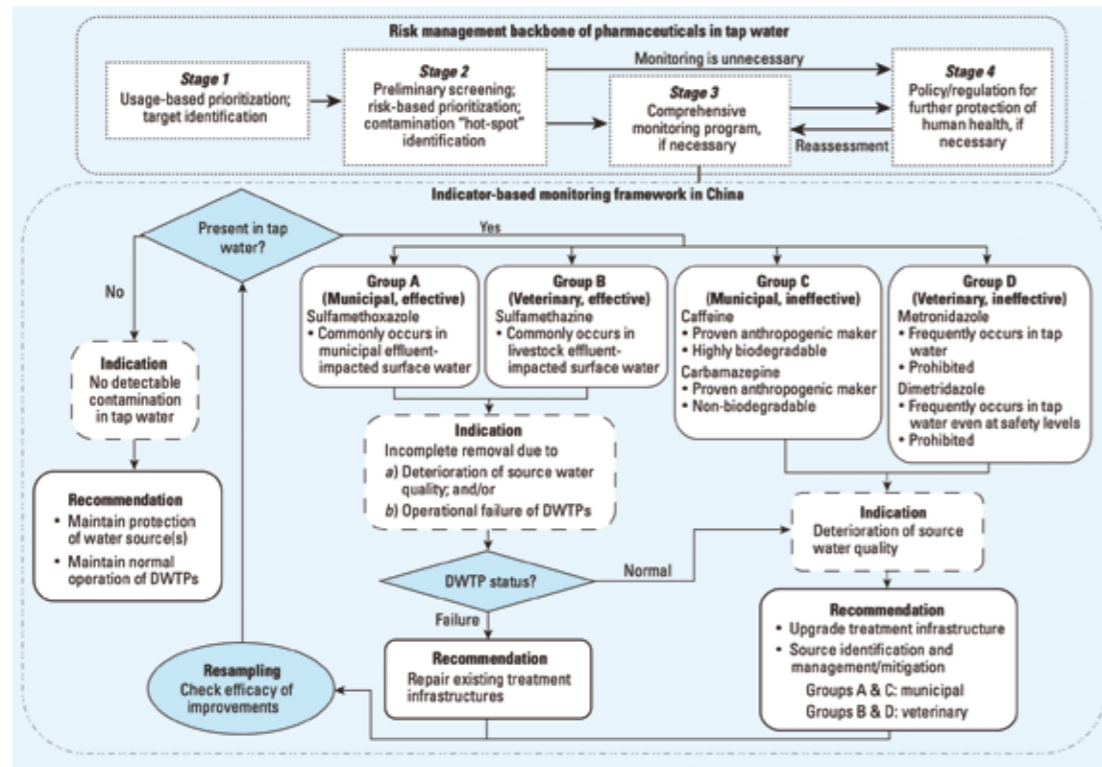 Risk management backbone of pharmaceuticals in tap water
Stage 1
Usage-based prioritization;
target identification
Stage 2
Preliminary screening;
risk-based prioritization;
contamination "hot-spot"
identification
Monitoring is unnecessary
Stage 3
Comprehensive
monitoring program,
if necessary
Reassessment
Stage 4
Policy/regulation for
further protection of
human health, if
necessary
Indicator-based monitoring framework in China
Present in tap
water?
Yes
No
Group A
(Municipal, effective)
Sulfamethoxazole
• Commonly occurs in
municipal effluent-
impacted surface water
Group B
(Veterinary, effective)
Sulfamethazine
• Commonly occurs in
livestock effluent-
impacted surface water
Group C
(Municipal, ineffective)
Caffeine
• Proven anthropogenic maker
• Highly biodegradable
Carbamazepine
• Proven anthropogenic maker
• Non-biodegradable
Group D
(Veterinary, ineffective)
Metronidazole
• Frequently occurs in tap
water
• Prohibited
Dimetridazole
• Frequently occurs in tap
water even at safety levels
• Prohibited
Indication
No detectable
contamination
in tap water
Recommendation
• Maintain protection
of water source(s)
• Maintain normal
operation of DWTPs
Indication
Incomplete removal due to
a) Deterioration of source water
quality; and/or
b) Operational failure of DWTPs
DWTP status?
Normal
Failure
Indication
Deterioration of source
water quality
Recommendation
Repair existing treatment
infrastructures
Recommendation
• Upgrade treatment infrastructure
• Source identification and
management/mitigation
Groups A & C: municipal
Groups B & D: veterinary
Resampling
Check efficacy of
improvements